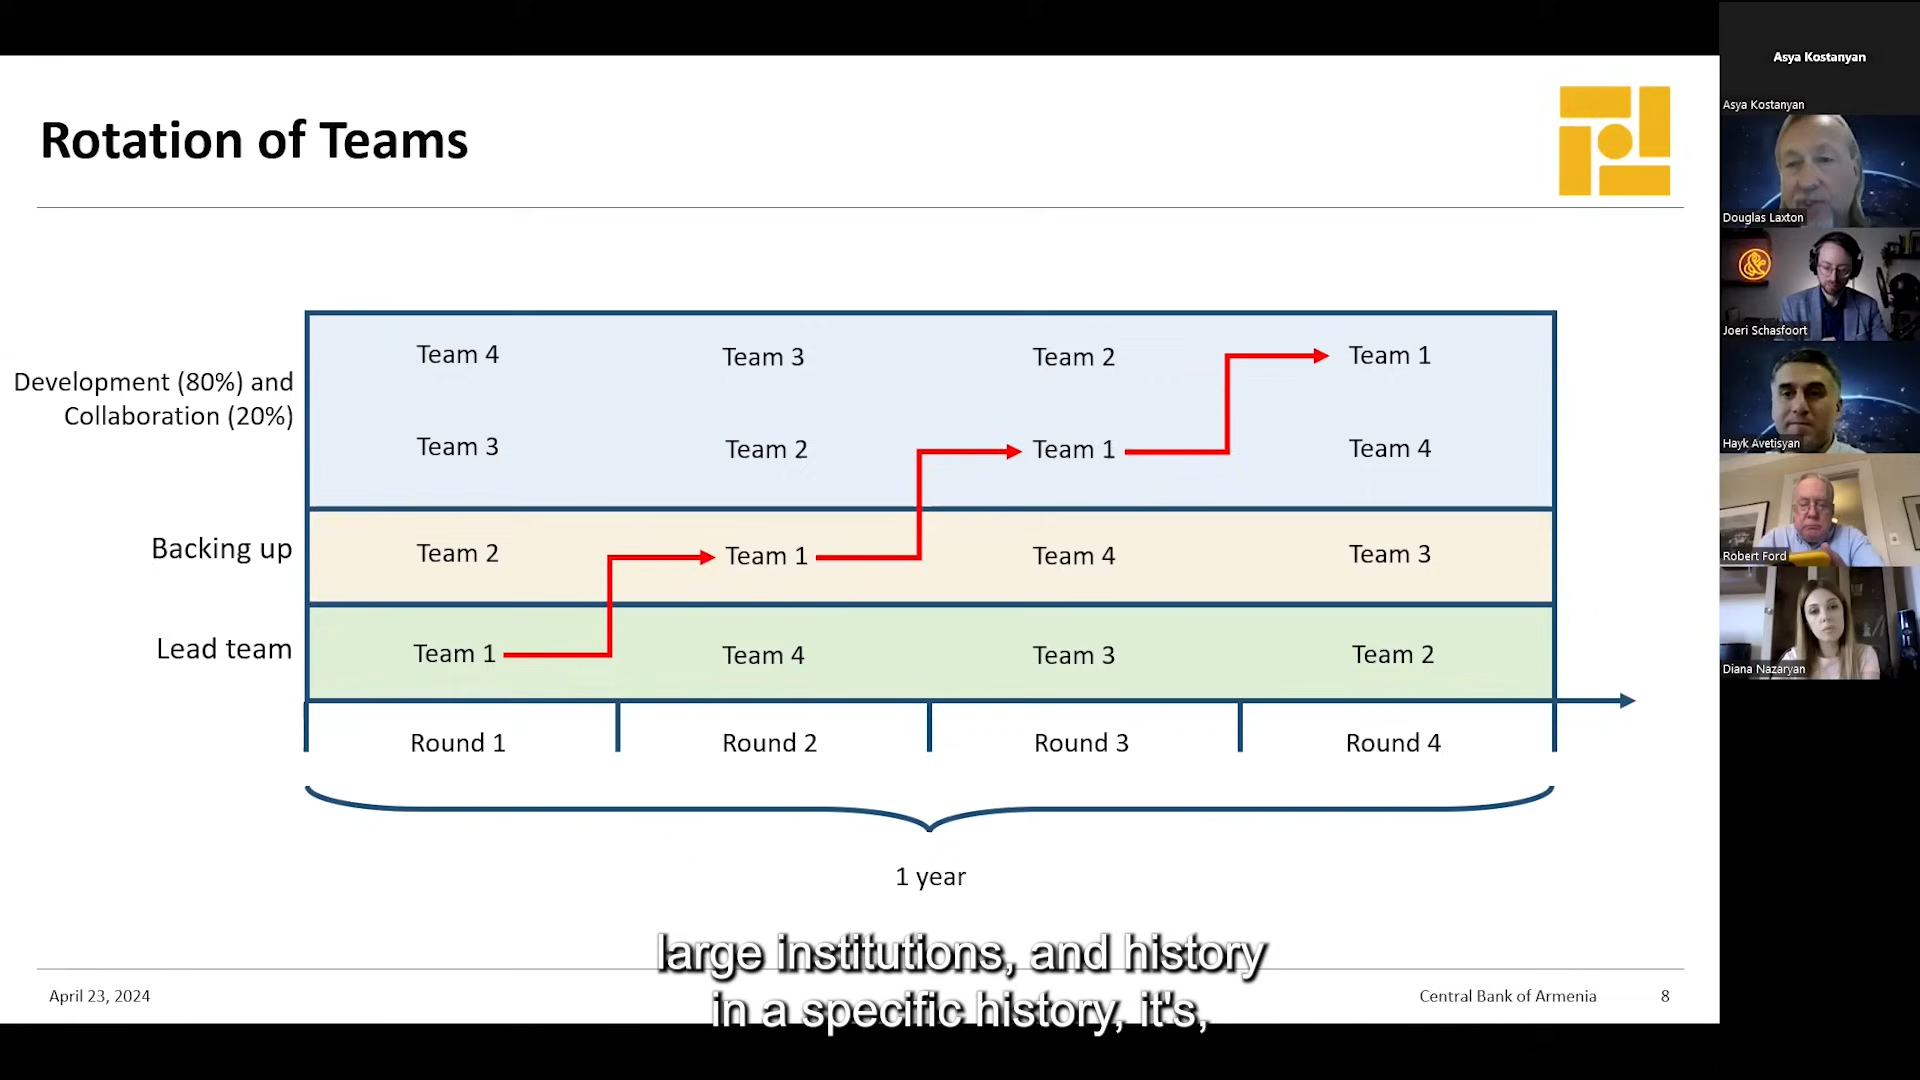 Rotation of Teams
Development (80%) and
Collaboration (20%)
Team 4
Team 3
Team 2
Team 1
Team 3
Team 2
Team 1
Team 4
Backing up
Team 2
Team 1
Team 4
Team 3
Lead team
Team 1
Team 4
Team 3
Team 2
Round 1
Round 2
Round 3
Round 4
1 year
large institutions, and history
in a specific history, it's,
April 23, 2024
Central Bank of Armenia
8
Asya Kostanyan
Asya Kostanyan
Douglas Laxton
&
Joeri Schasfoort
Hayk Avetisyan
Robert Ford
Diana Nazaryan